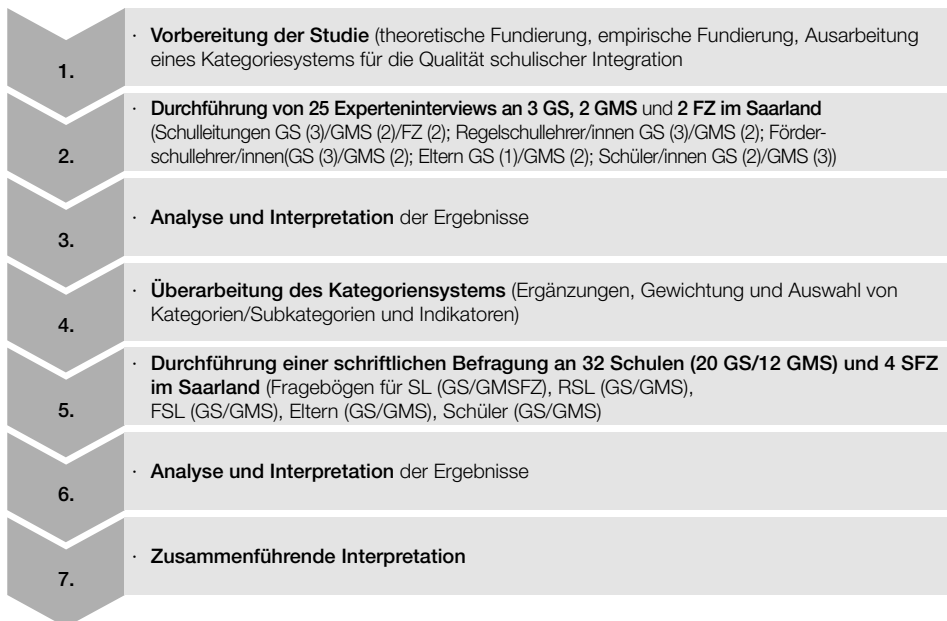 1.
· Vorbereitung der Studie (theoretische Fundierung, empirische Fundierung, Ausarbeitung
eines Kategoriesystems für die Qualität schulischer Integration
2.
· Durchführung von 25 Experteninterviews an 3 GS, 2 GMS und 2 FZ im Saarland
(Schulleitungen GS (3)/GMS (2)/FZ (2); Regelschullehrer/innen GS (3)/GMS (2); Förder-
schullehrer/innen(GS (3)/GMS (2); Eltern GS (1)/GMS (2); Schüler/innen GS (2)/GMS (3))
3.
· Analyse und Interpretation der Ergebnisse
4.
· Überarbeitung des Kategoriensystems (Ergänzungen, Gewichtung und Auswahl von
Kategorien/Subkategorien und Indikatoren)
5.
· Durchführung einer schriftlichen Befragung an 32 Schulen (20 GS/12 GMS) und 4 SFZ
im Saarland (Fragebögen für SL (GS/GMSFZ), RSL (GS/GMS),
FSL (GS/GMS), Eltern (GS/GMS), Schüler (GS/GMS)
6.
· Analyse und Interpretation der Ergebnisse
7.
· Zusammenführende Interpretation